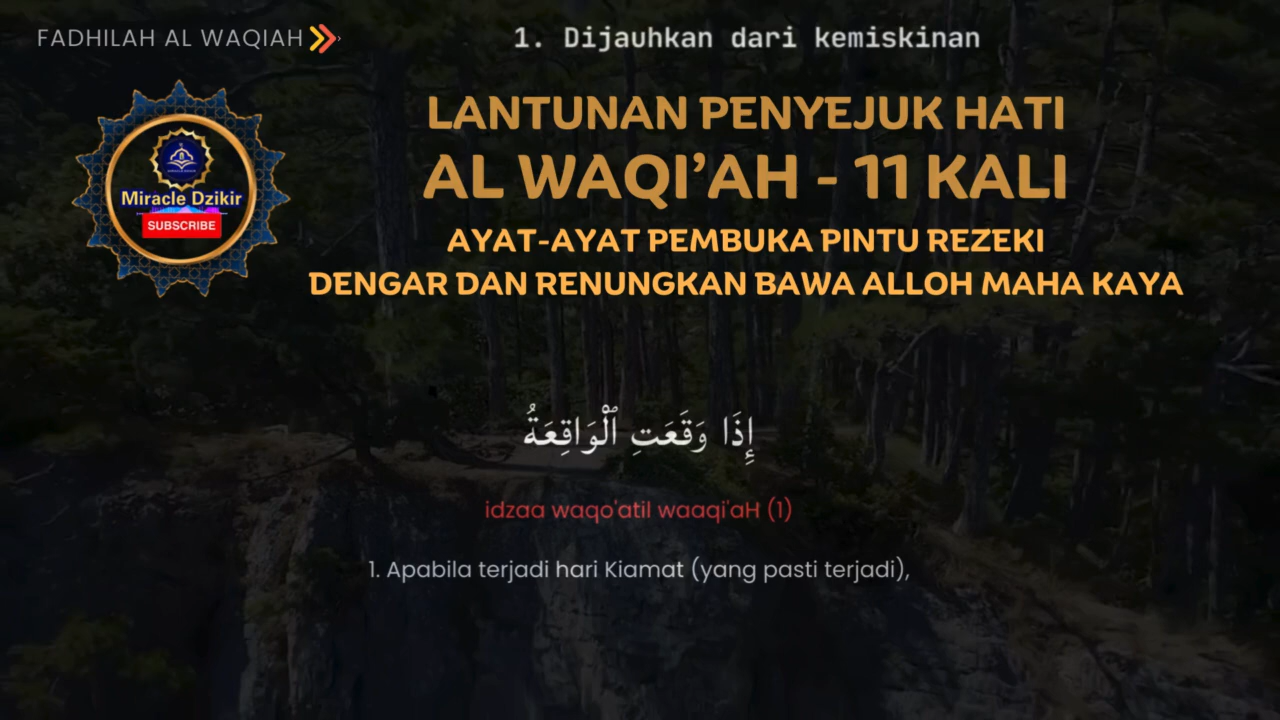 FADHILAH AL WAQIAH
1. Dijauhkan dari kemiskinan
LANTUNAN PENYEJUK HATI
AL WAQI’AH - 11 KALI
AYAT-AYAT PEMBUKA PINTU REZEKI
DENGAR DAN RENUNGKAN BAWA ALLOH MAHA KAYA
Miracle Dzikir
SUBSCRIBE
إِذَا وَقَعَتِ ٱلْوَاقِعَةُ
idzaa waqo'atil waaqi'aH (1)
1. Apabila terjadi hari Kiamat (yang pasti terjadi),